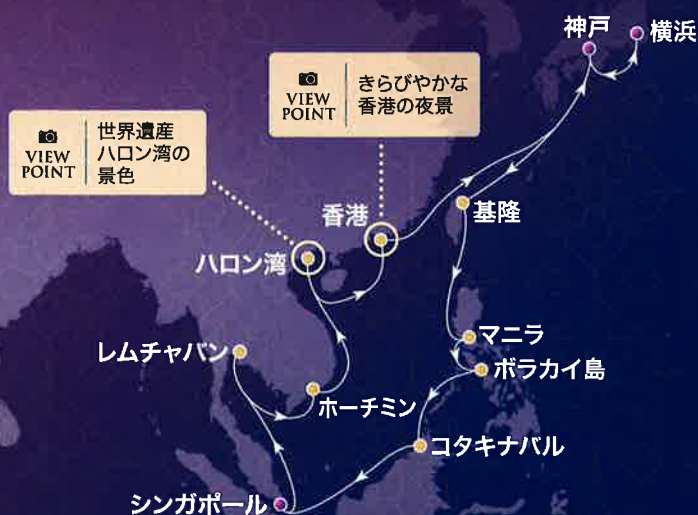 神戸
横浜
VIEW
POINT
きらびやかな
香港の夜景
VIEW
POINT
世界遺産
ハロン湾の
景色
香港
基隆
ハロン湾
マニラ
レムチャバン
ボラカイ島
ホーチミン
コタキナバル
シンガポール